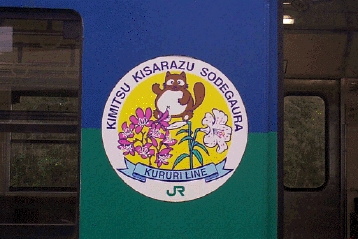 KIMITSU KISARAZU SODEGAURA
KURURI LINE
JR